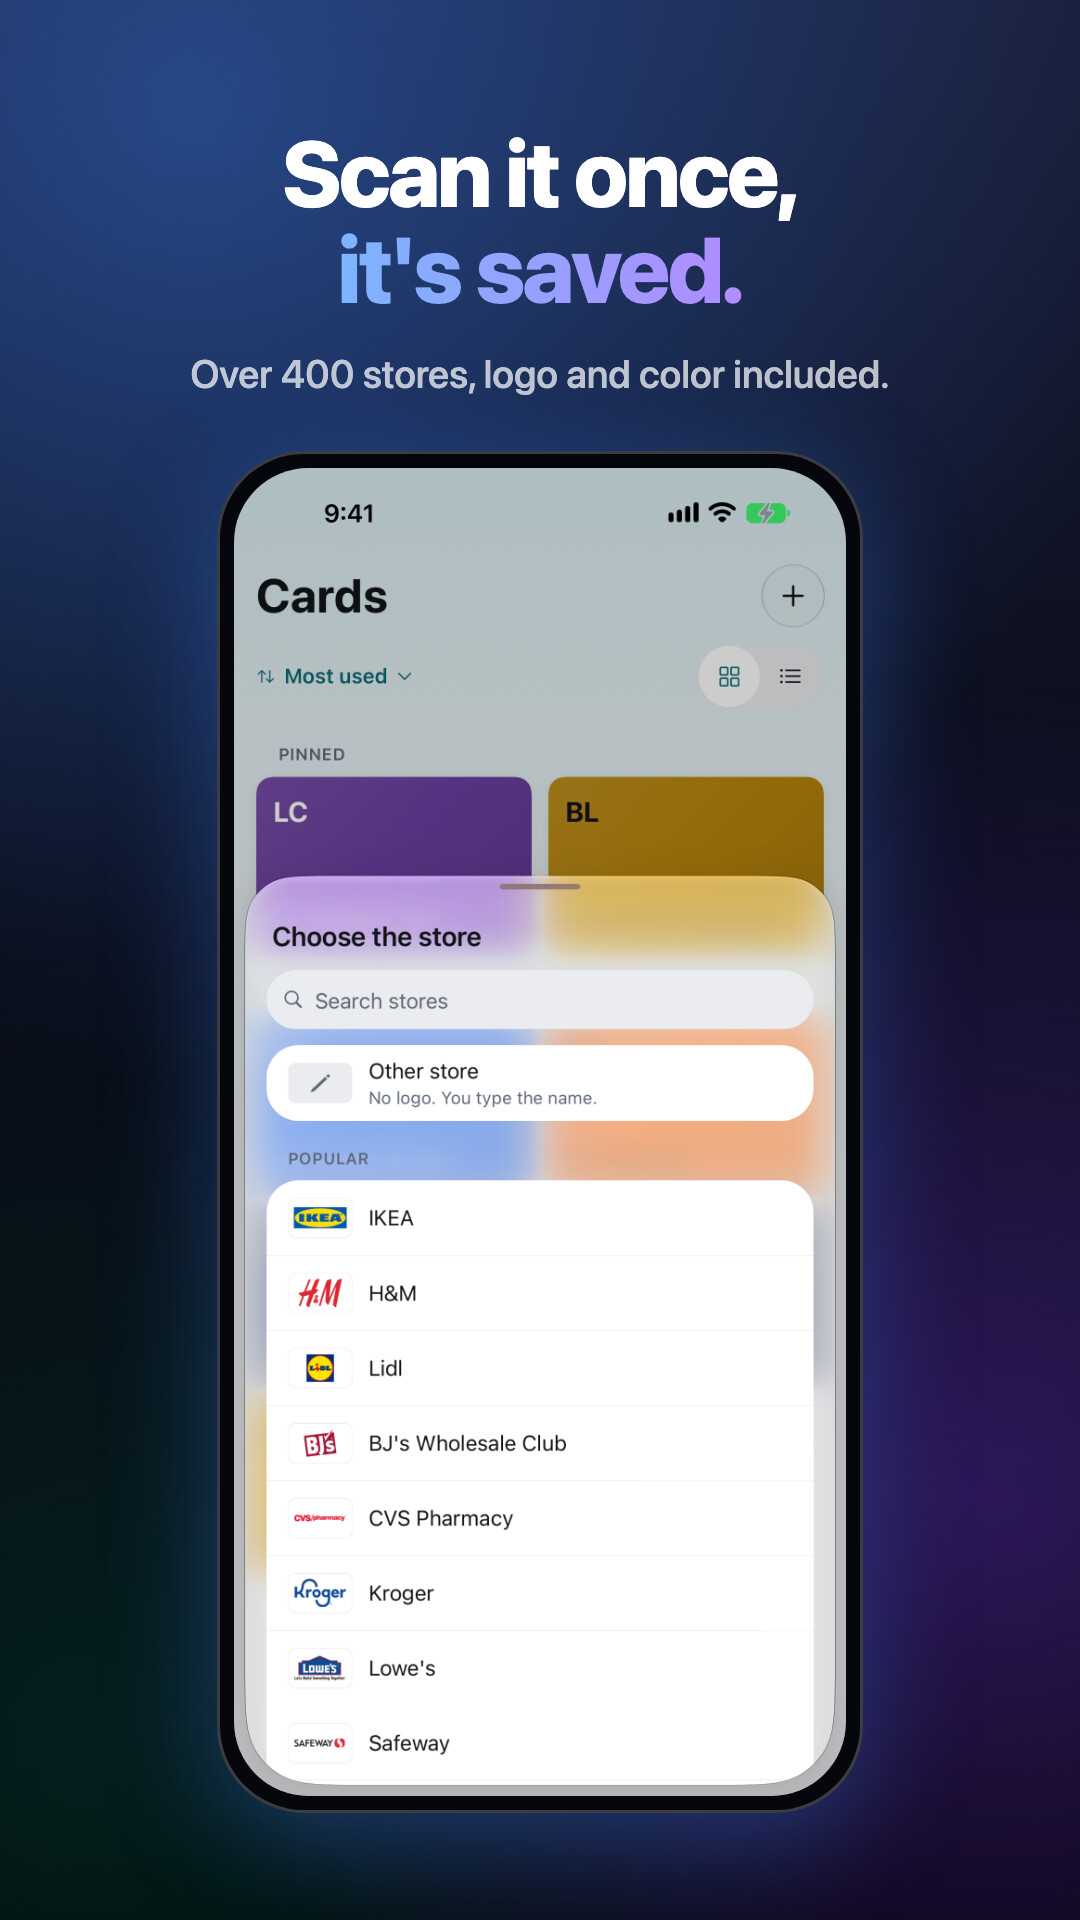 Scan it once,
it's saved.
Over 400 stores, logo and color included.
9:41
Cards
Most used
PINNED
LC
BL
Choose the store
Search stores
Other store
No logo. You type the name.
POPULAR
IKEA IKEA
H&M H&M
LIDL Lidl
BJ's BJ's Wholesale Club
CVS/pharmacy CVS Pharmacy
Kroger Kroger
LOWE'S Lowe's
SAFEWAY Safeway